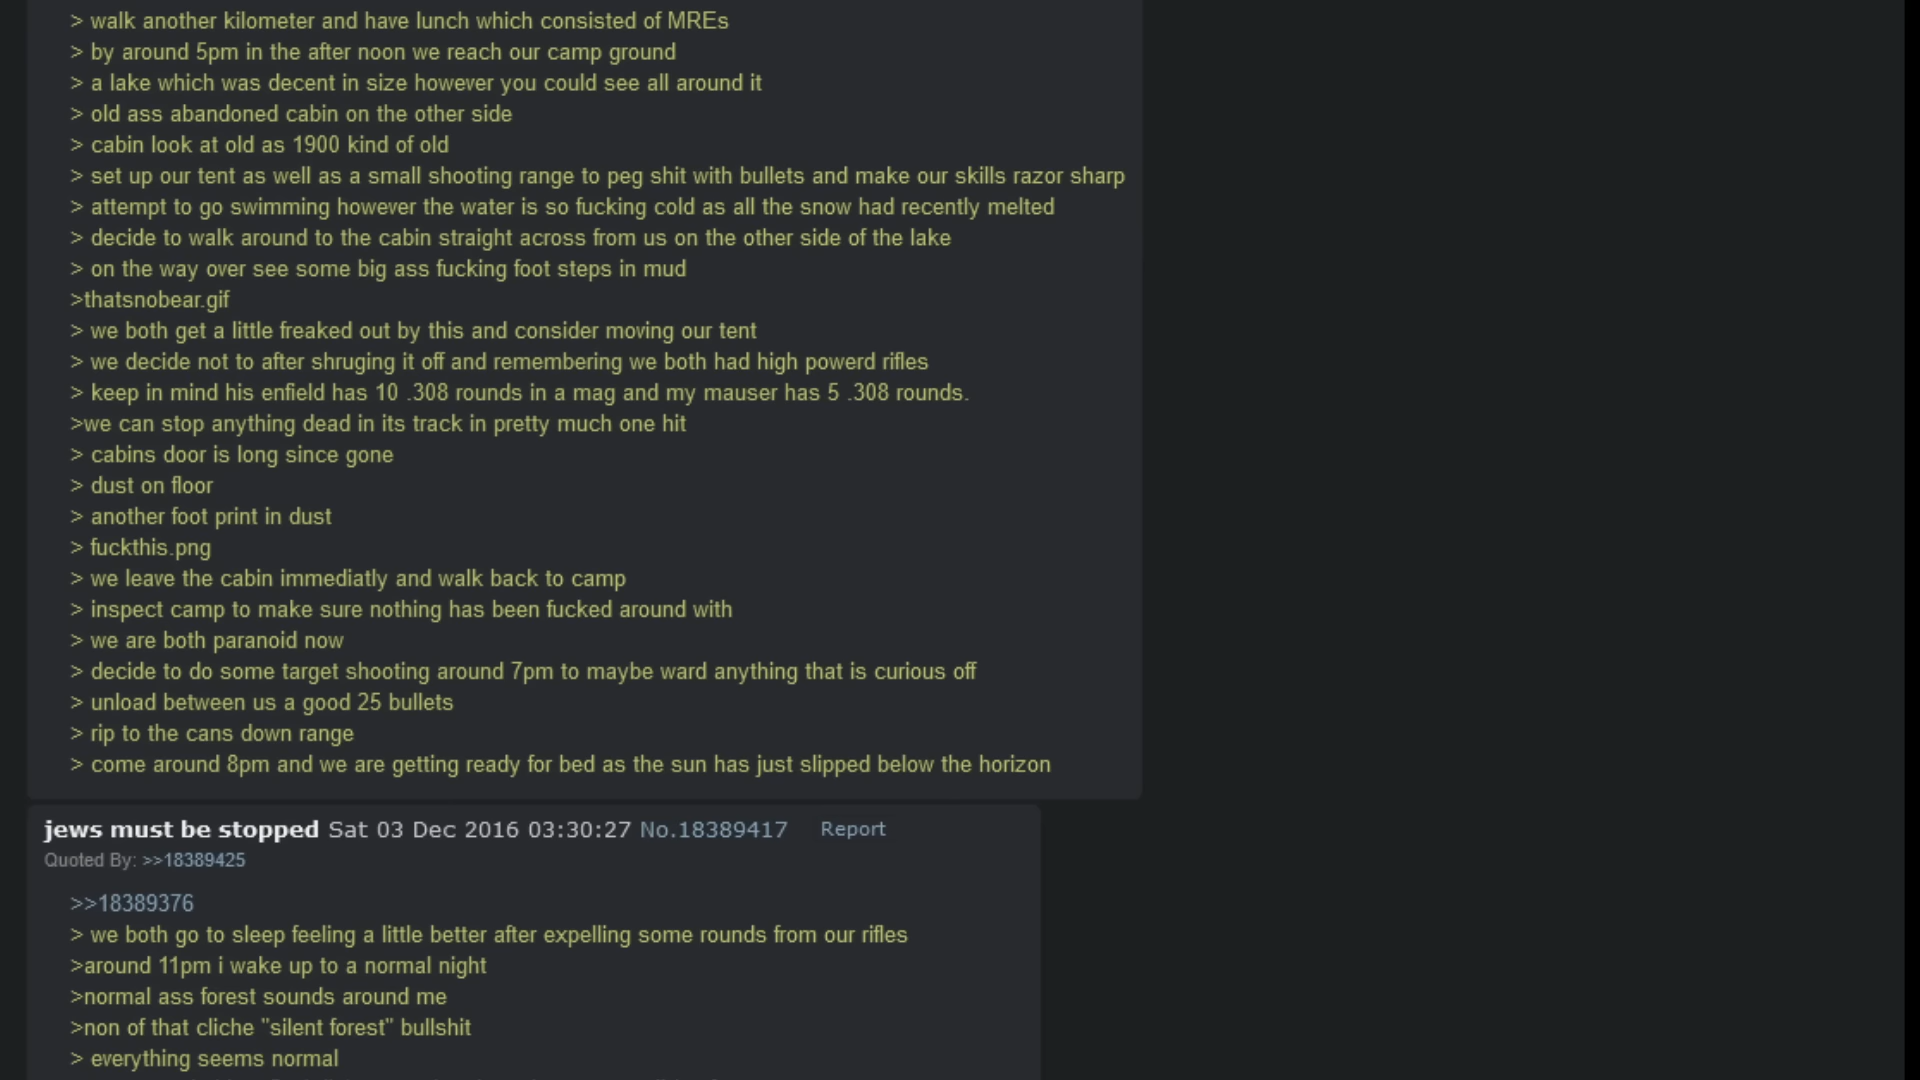 > walk another kilometer and have lunch which consisted of MREs
> by around 5pm in the after noon we reach our camp ground
> a lake which was decent in size however you could see all around it
> old ass abandoned cabin on the other side
> cabin look at old as 1900 kind of old
> set up our tent as well as a small shooting range to peg shit with bullets and make our skills razor sharp
> attempt to go swimming however the water is so fucking cold as all the snow had recently melted
> decide to walk around to the cabin straight across from us on the other side of the lake
> on the way over see some big ass fucking foot steps in mud
>thatsnobear.gif
> we both get a little freaked out by this and consider moving our tent
> we decide not to after shruging it off and remembering we both had high powerd rifles
> keep in mind his enfield has 10 .308 rounds in a mag and my mauser has 5 .308 rounds.
>we can stop anything dead in its track in pretty much one hit
> cabins door is long since gone
> dust on floor
> another foot print in dust
> fuckthis.png
> we leave the cabin immediatly and walk back to camp
> inspect camp to make sure nothing has been fucked around with
> we are both paranoid now
> decide to do some target shooting around 7pm to maybe ward anything that is curious off
> unload between us a good 25 bullets
> rip to the cans down range
> come around 8pm and we are getting ready for bed as the sun has just slipped below the horizon
jews must be stopped Sat 03 Dec 2016 03:30:27 No.18389417 Report
Quoted By: >>18389425
>>18389376
> we both go to sleep feeling a little better after expelling some rounds from our rifles
>around 11pm i wake up to a normal night
>normal ass forest sounds around me
>non of that cliche "silent forest" bullshit
> everything seems normal